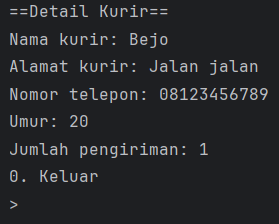 ==Detail Kurir==
Nama kurir: Bejo
Alamat kurir: Jalan jalan
Nomor telepon: 08123456789
Umur: 20
Jumlah pengiriman: 1
0. Keluar
>